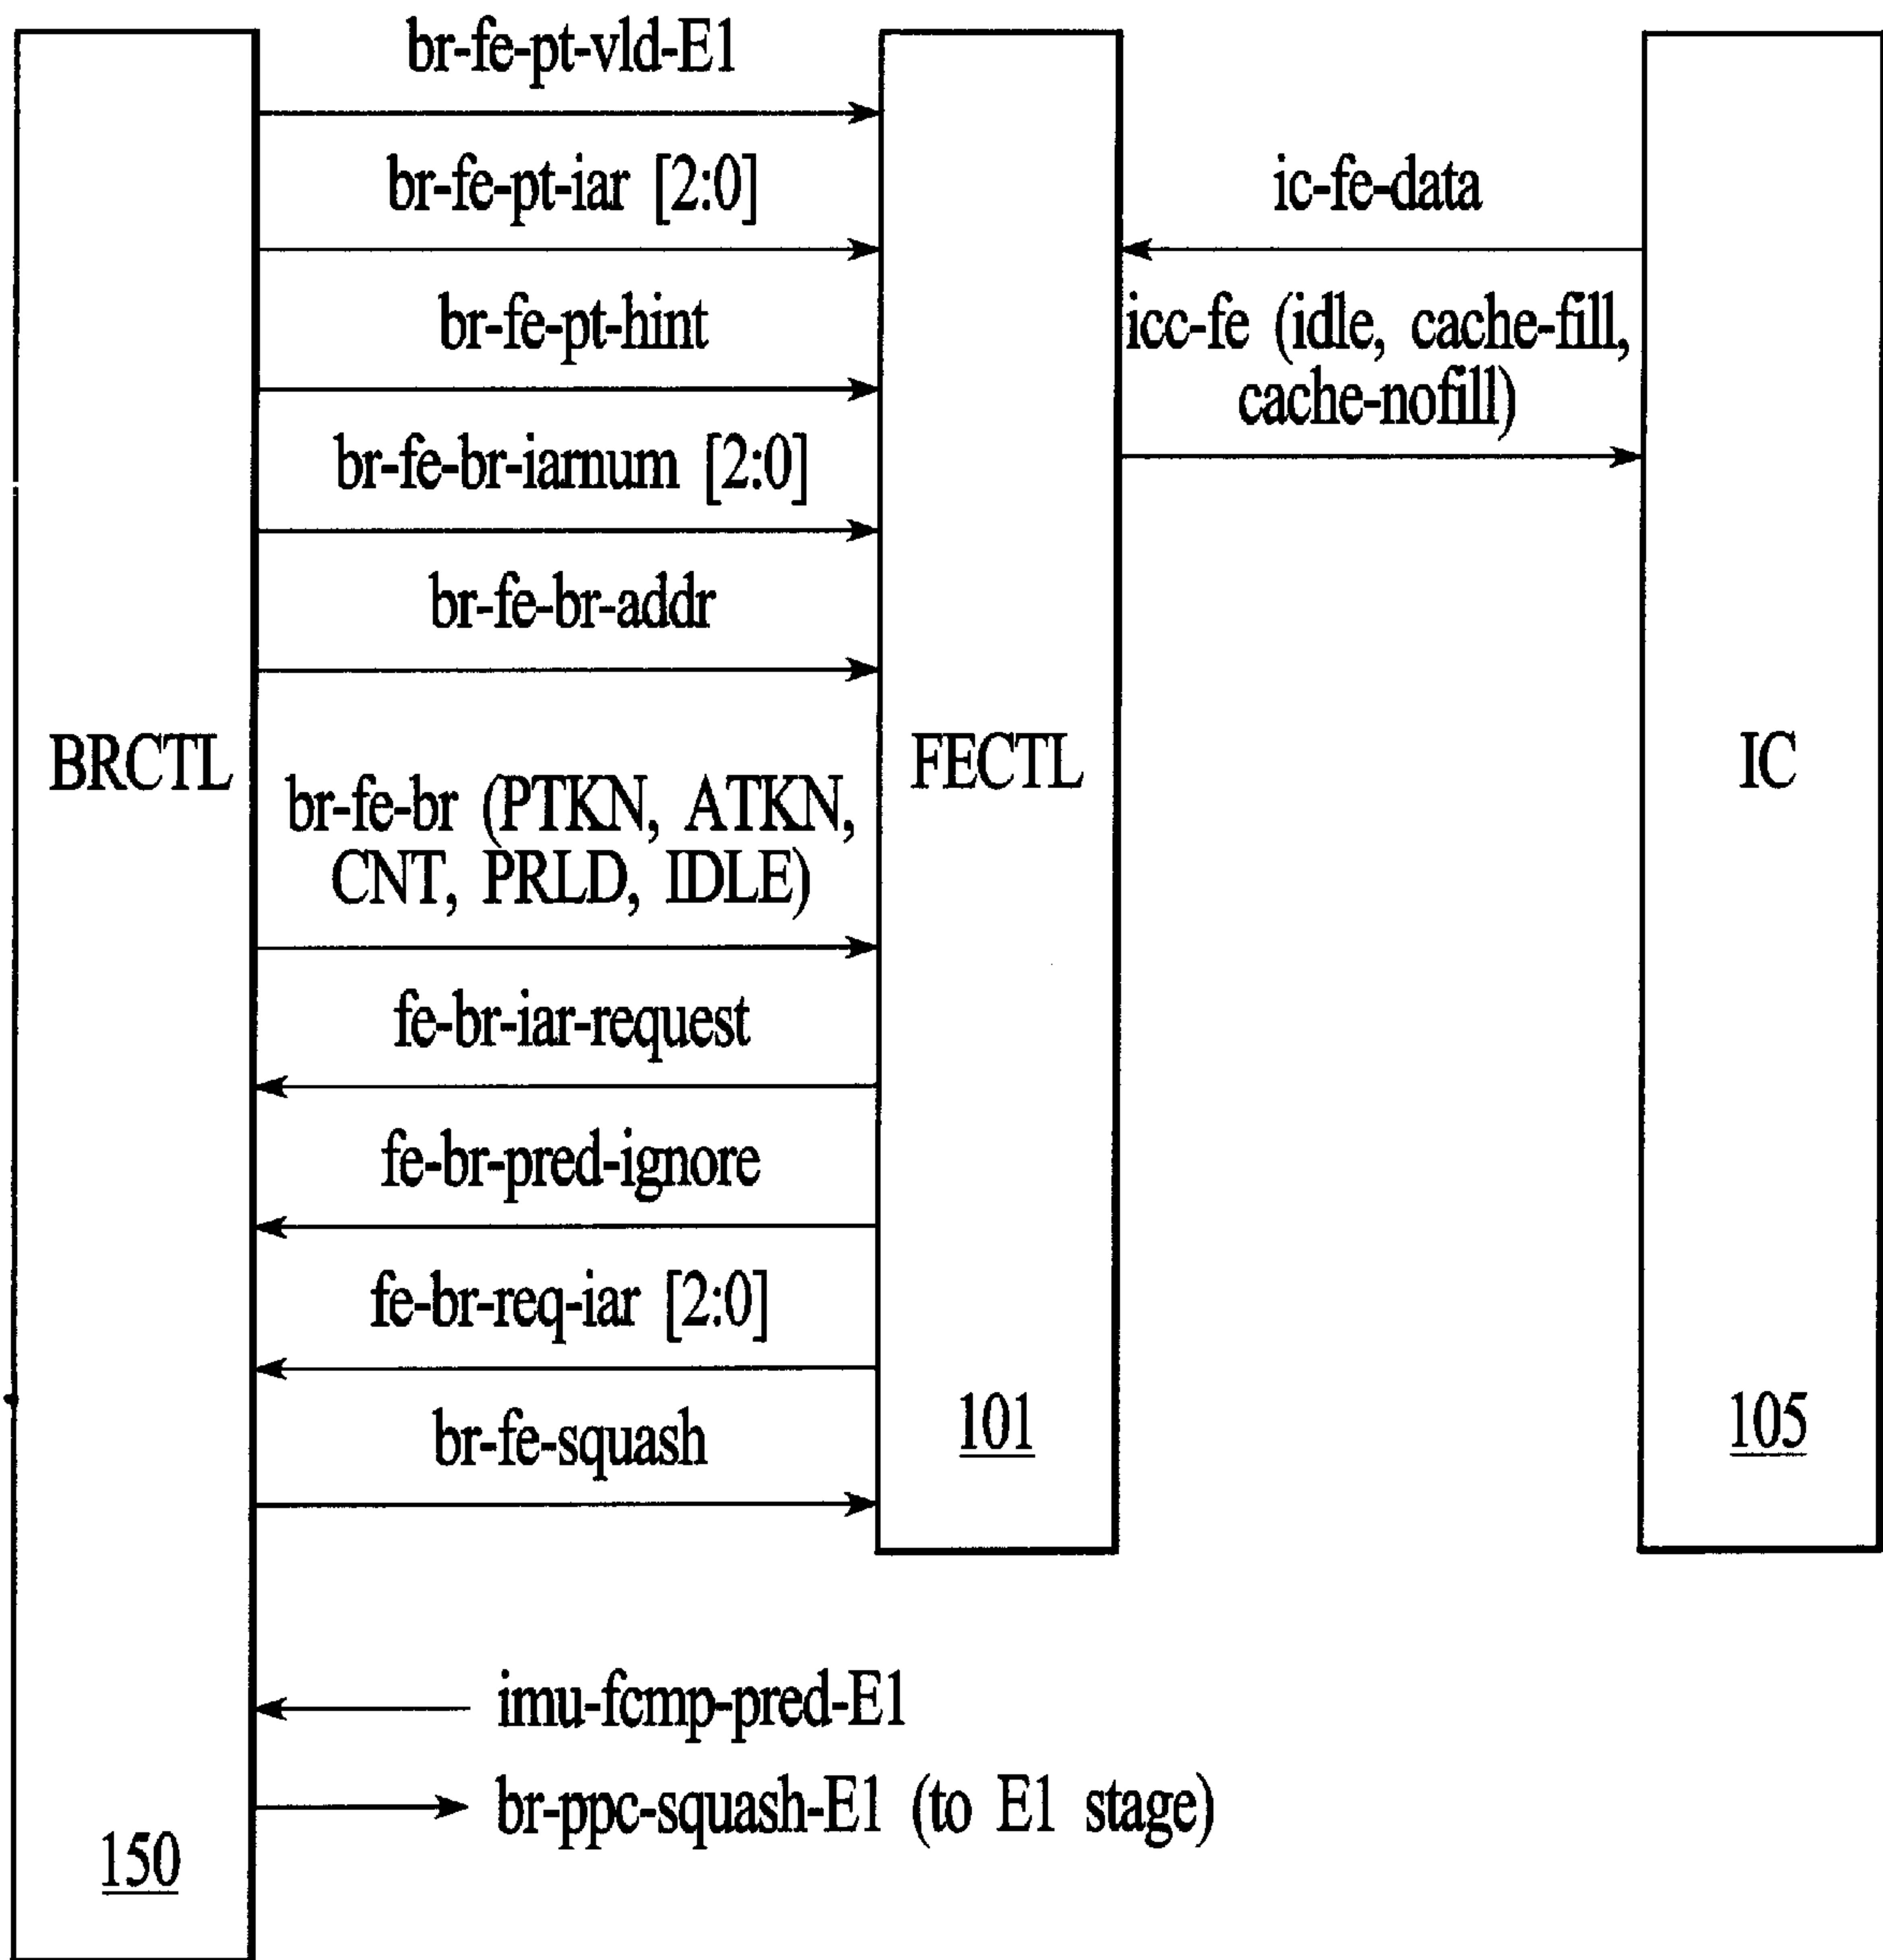 br-fe-pt-vld-E1
br-fe-pt-iar [2:0]
ic-fe-data
br-fe-pt-hint
icc-fe (idle, cache-fill,
cache-nofill)
br-fe-br-iarnum [2:0]
br-fe-br-addr
BRCTL
FECTL
IC
br-fe-br (PTKN, ATKN,
CNT, PRLD, IDLE)
fe-br-iar-request
fe-br-pred-ignore
fe-br-req-iar [2:0]
101
105
br-fe-squash
imu-fcmp-pred-E1
br-ppc-squash-E1 (to E1 stage)
150